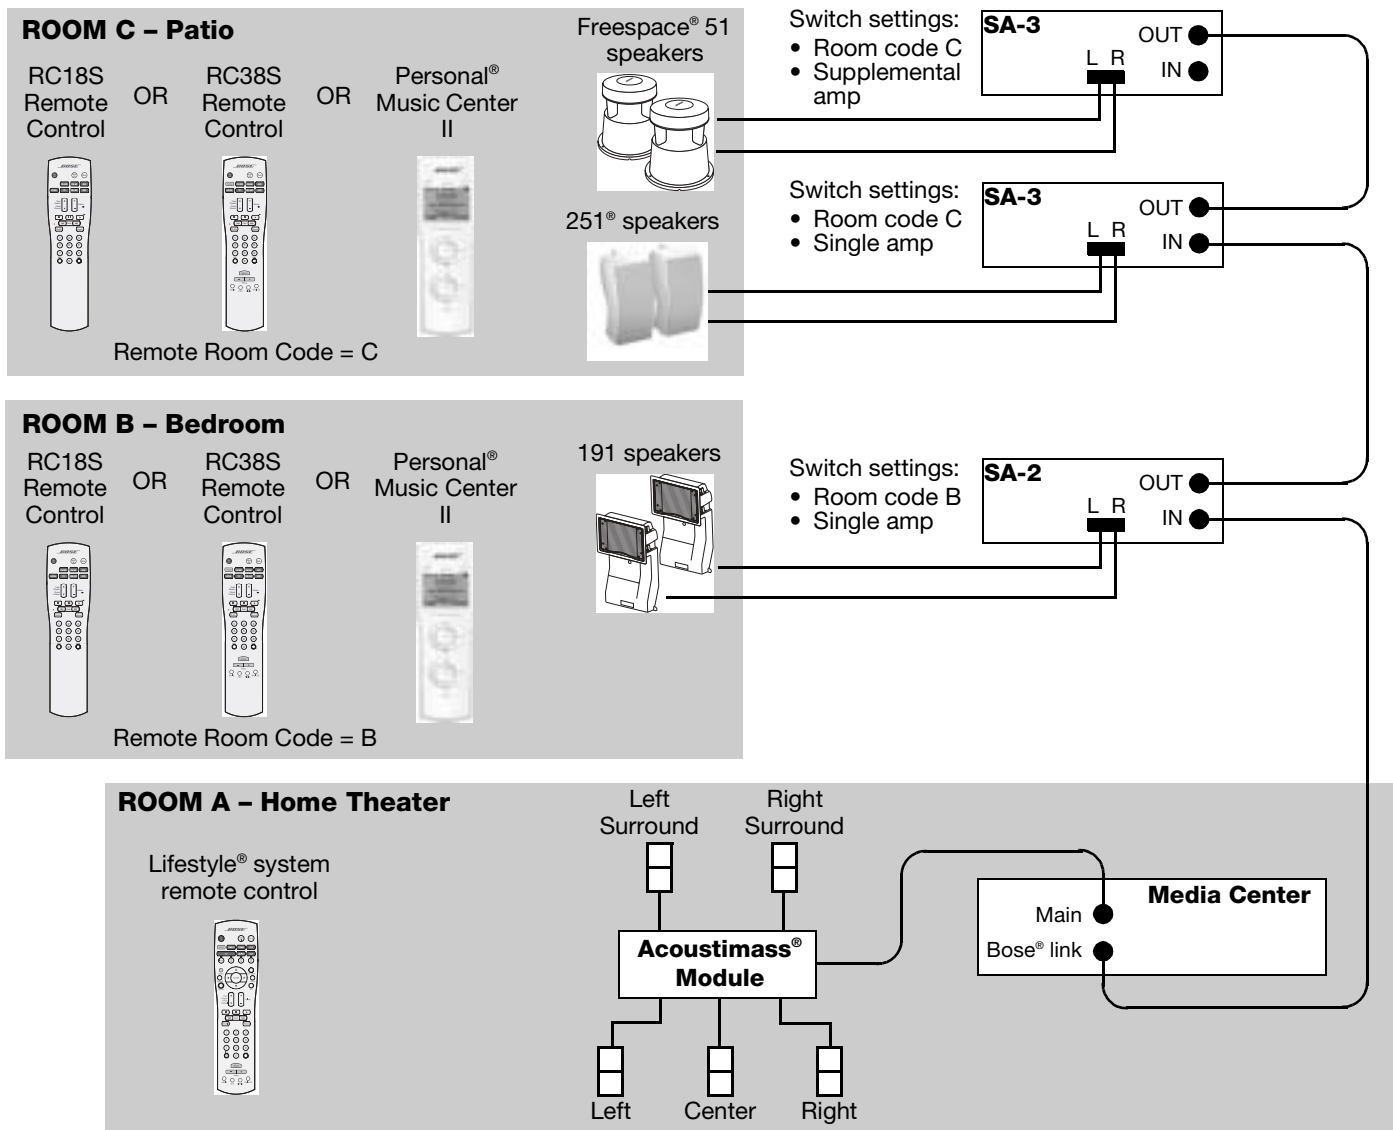 ROOM C – Patio
RC18S
Remote
Control
OR
RC38S
Remote
Control
OR
Personal®
Music Center
II
Remote Room Code = C
Freespace® 51
speakers
251® speakers
Switch settings:
• Room code C
• Supplemental
amp
SA-3
OUT
IN
L R
Switch settings:
• Room code C
• Single amp
SA-3
OUT
IN
L R
ROOM B – Bedroom
RC18S
Remote
Control
OR
RC38S
Remote
Control
OR
Personal®
Music Center
II
Remote Room Code = B
191 speakers
Switch settings:
• Room code B
• Single amp
SA-2
OUT
IN
L R
ROOM A – Home Theater
Lifestyle® system
remote control
Left
Surround
Right
Surround
Acoustimass®
Module
Left
Center
Right
Media Center
Main
Bose® link